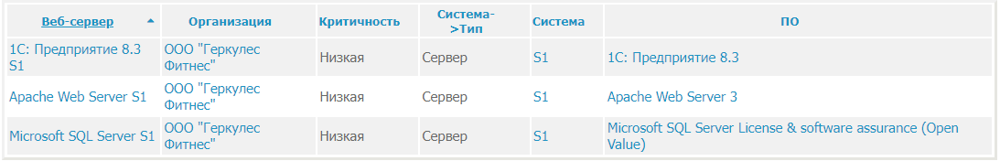 Веб-сервер Организация Критичность Система-
>Тип Система ПО
1С: Предприятие 8.3
S1 ООО "Геркулес
Фитнес" Низкая Сервер S1 1С: Предприятие 8.3
Apache Web Server S1 ООО "Геркулес
Фитнес" Низкая Сервер S1 Apache Web Server 3
Microsoft SQL Server S1 ООО "Геркулес
Фитнес" Низкая Сервер S1 Microsoft SQL Server License & software assurance (Open
Value)